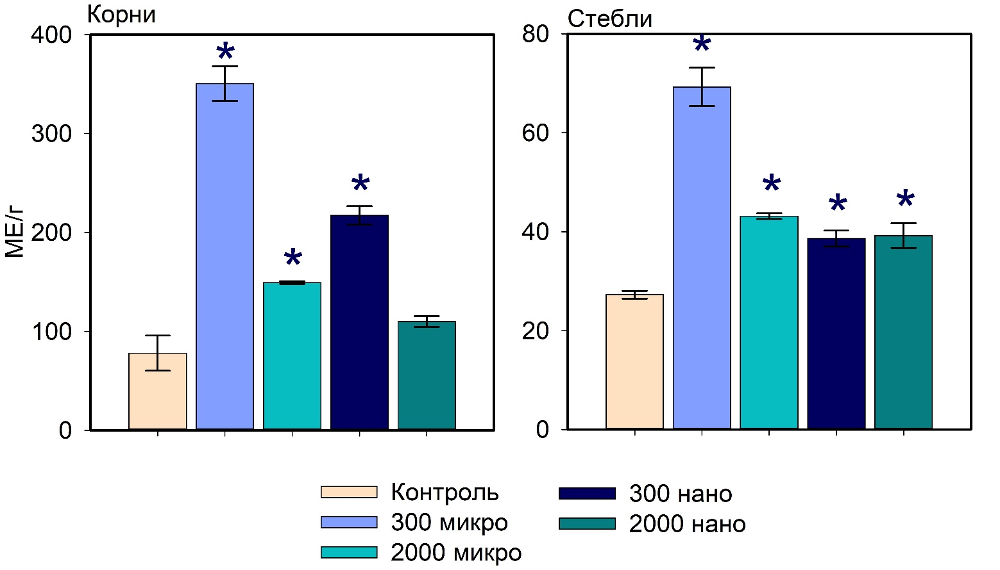 Корни
400
300
200
100
0
МЕ/г
*
*
*
Стебли
80
60
40
20
0
*
*
*
*
Контроль
300 микро
2000 микро
300 нано
2000 нано